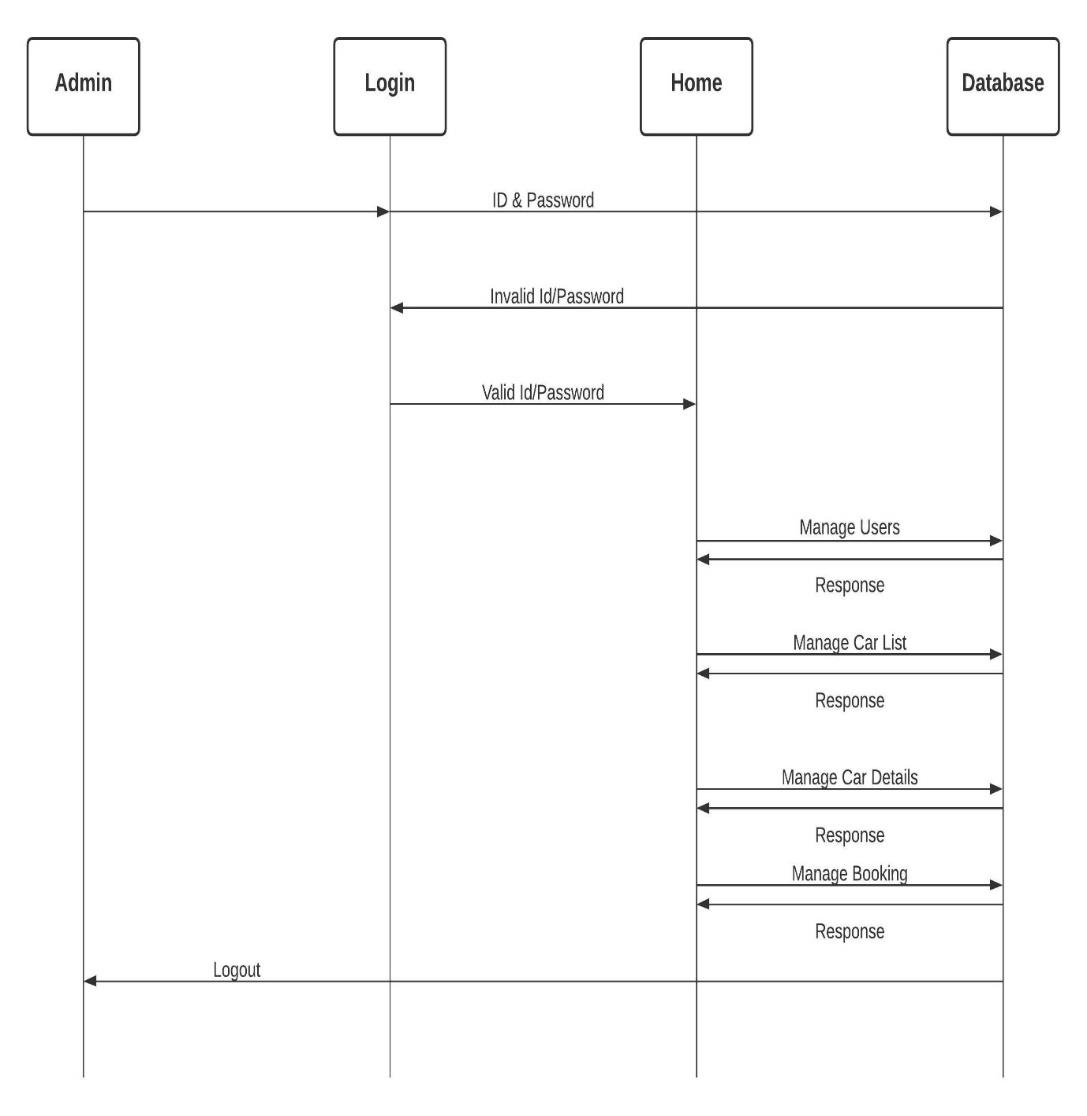 Admin
Login
Home
Database
ID & Password
Invalid Id/Password
Valid Id/Password
Manage Users
Response
Manage Car List
Response
Manage Car Details
Response
Manage Booking
Response
Logout